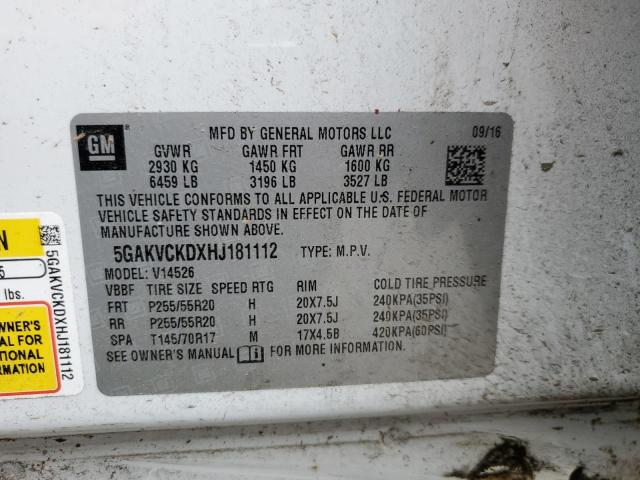 GM
MFD BY GENERAL MOTORS LLC 09/16
GVWR GAWR FRT GAWR RR
2930 KG 1450 KG 1600 KG
6459 LB 3196 LB 3527 LB
THIS VEHICLE CONFORMS TO ALL APPLICABLE U.S. FEDERAL MOTOR
VEHICLE SAFETY STANDARDS IN EFFECT ON THE DATE OF
MANUFACTURE SHOWN ABOVE.
5GAKVCKDXHJ181112 TYPE: M.P.V.
MODEL: V14526
VBBF TIRE SIZE SPEED RTG RIM COLD TIRE PRESSURE
FRT P255/55R20 H 20X7.5J 240KPA(35PSI)
RR P255/55R20 H 20X7.5J 240KPA(35PSI)
SPA T145/70R17 M 17X4.5B 420KPA(60PSI)
SEE OWNER'S MANUAL FOR MORE INFORMATION.
N
5
lbs.
WNER'S
FOR
TIONAL
MATION
5GAKVCKDXHJ181112